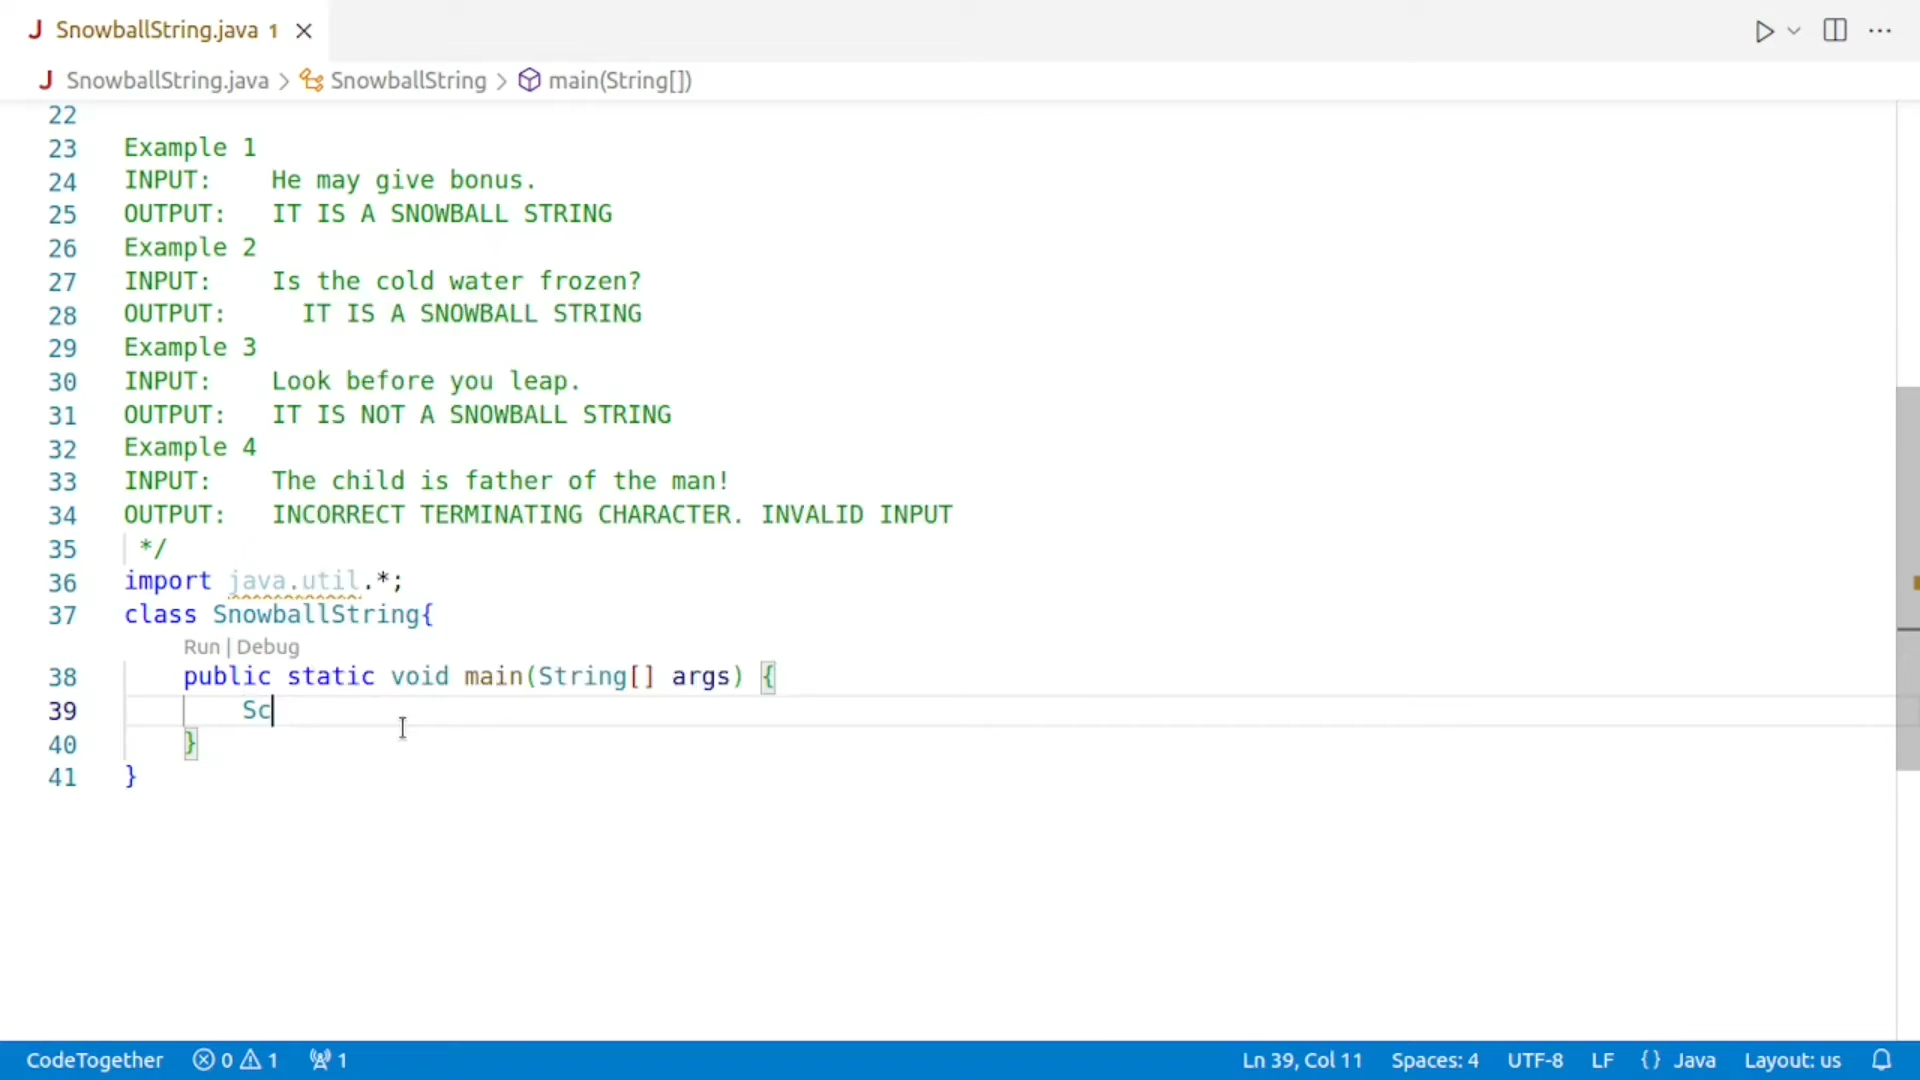 SnowballString.java 1
SnowballString.java > SnowballString > main(String[])
22
23 Example 1
24 INPUT: He may give bonus.
25 OUTPUT: IT IS A SNOWBALL STRING
26 Example 2
27 INPUT: Is the cold water frozen?
28 OUTPUT: IT IS A SNOWBALL STRING
29 Example 3
30 INPUT: Look before you leap.
31 OUTPUT: IT IS NOT A SNOWBALL STRING
32 Example 4
33 INPUT: The child is father of the man!
34 OUTPUT: INCORRECT TERMINATING CHARACTER. INVALID INPUT
35 */
36 import java.util.*;
37 class SnowballString{
Run | Debug
38 public static void main(String[] args) {
39 Sc
40 }
41 }
CodeTogether 0 1 1 Ln 39, Col 11 Spaces: 4 UTF-8 LF {} Java Layout: us